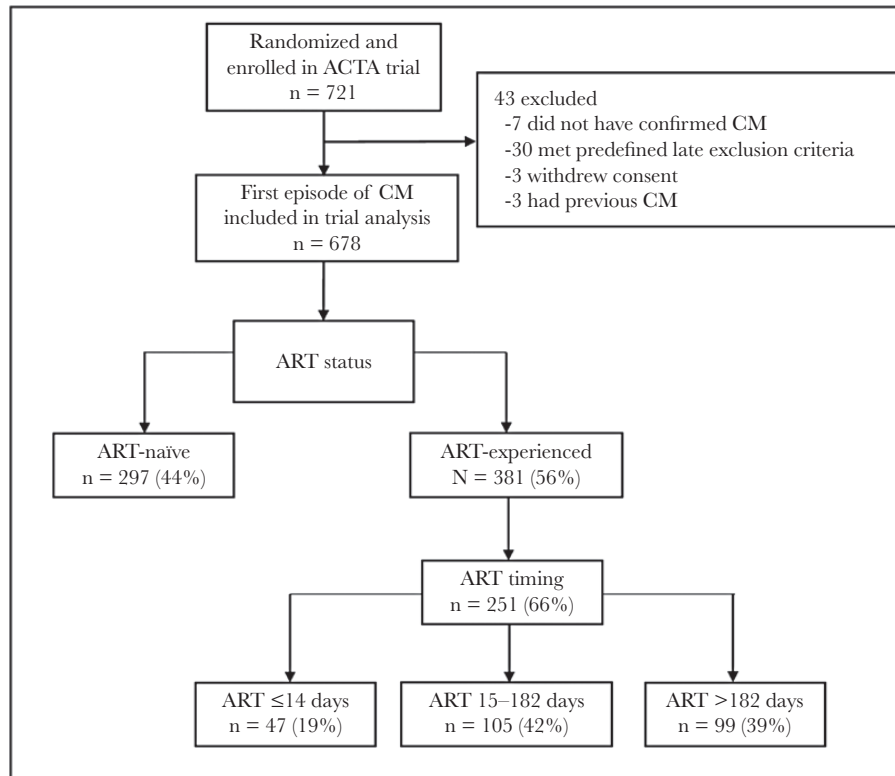 Randomized and
enrolled in ACTA trial
n = 721
43 excluded
-7 did not have confirmed CM
-30 met predefined late exclusion criteria
-3 withdrew consent
-3 had previous CM
First episode of CM
included in trial analysis
n = 678
ART status
ART-naïve
n = 297 (44%)
ART-experienced
N = 381 (56%)
ART timing
n = 251 (66%)
ART ≤14 days
n = 47 (19%)
ART 15–182 days
n = 105 (42%)
ART >182 days
n = 99 (39%)